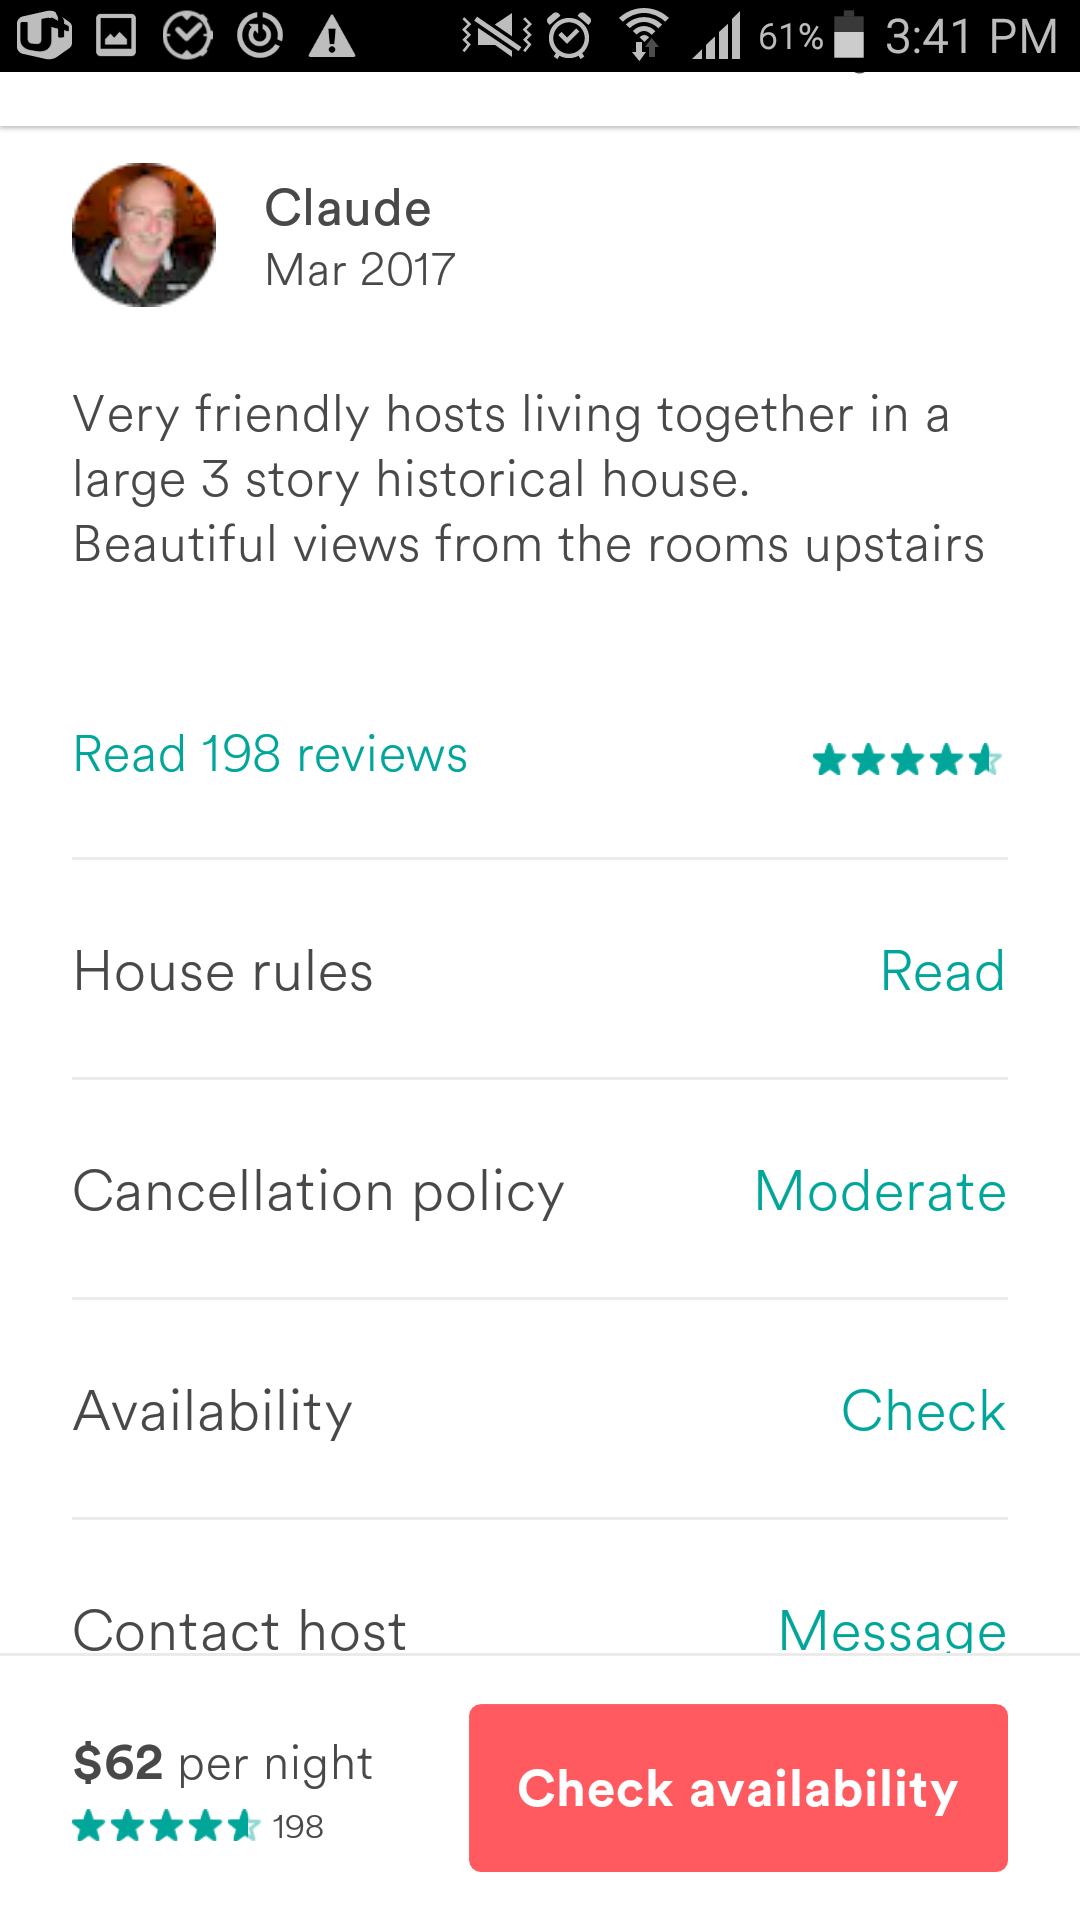 61% 3:41 PM
Claude
Mar 2017
Very friendly hosts living together in a
large 3 story historical house.
Beautiful views from the rooms upstairs
Read 198 reviews
House rules Read
Cancellation policy Moderate
Availability Check
Contact host Message
$62 per night
Check availability
198